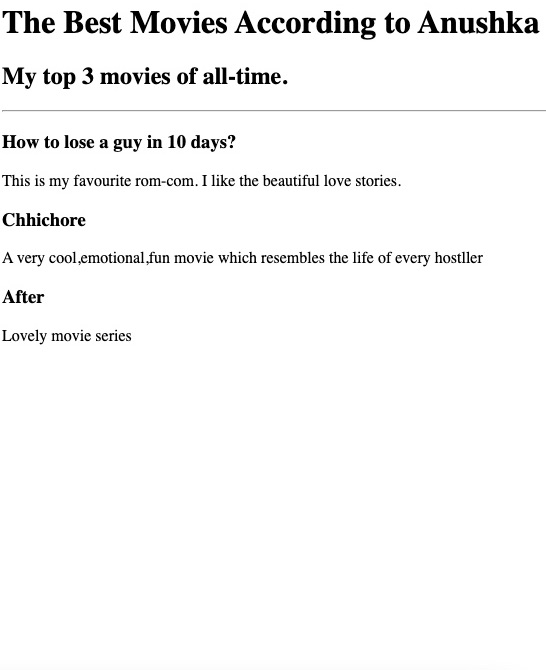 The Best Movies According to Anushka
My top 3 movies of all-time.
How to lose a guy in 10 days?
This is my favourite rom-com. I like the beautiful love stories.
Chhichore
A very cool,emotional,fun movie which resembles the life of every hostller
After
Lovely movie series